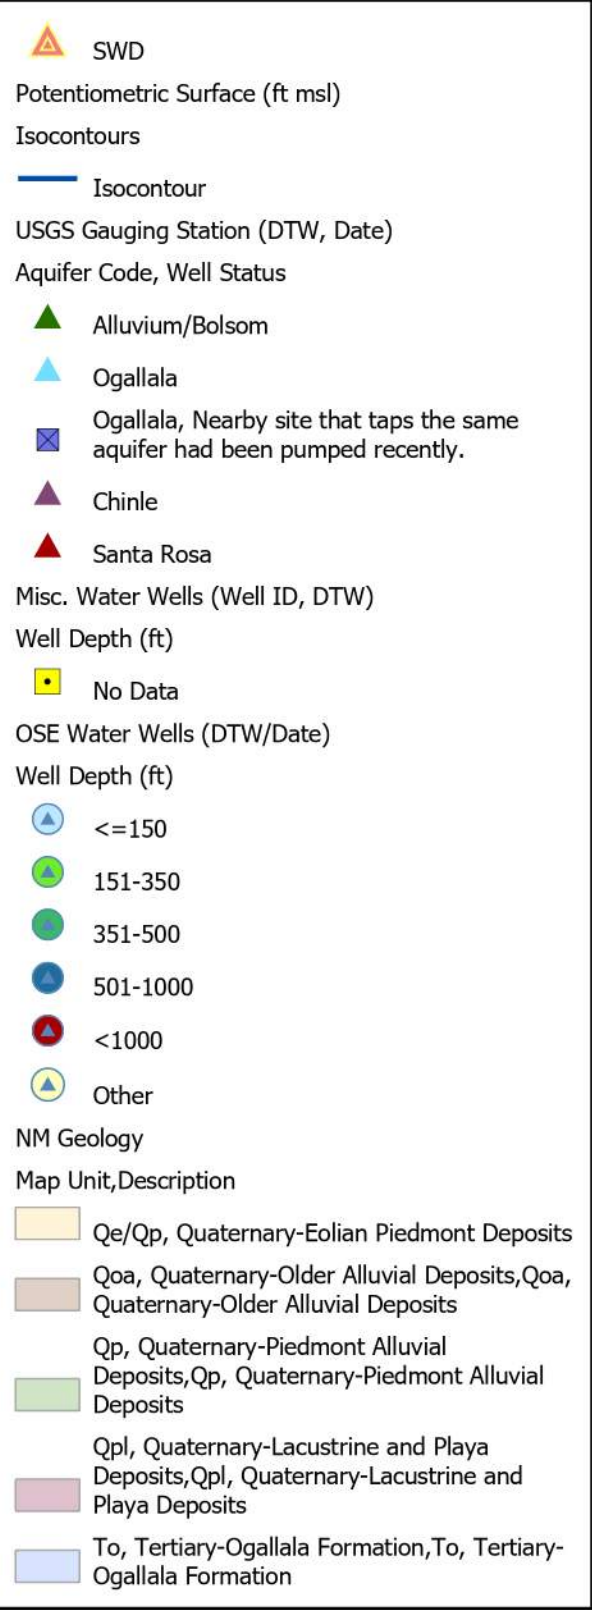 SWD
Potentiometric Surface (ft msl)
Isocontours
Isocontour
USGS Gauging Station (DTW, Date)
Aquifer Code, Well Status
Alluvium/Bolsom
Ogallala
Ogallala, Nearby site that taps the same
aquifer had been pumped recently.
Chinle
Santa Rosa
Misc. Water Wells (Well ID, DTW)
Well Depth (ft)
No Data
OSE Water Wells (DTW/Date)
Well Depth (ft)
<=150
151-350
351-500
501-1000
<1000
Other
NM Geology
Map Unit,Description
Qe/Qp, Quaternary-Eolian Piedmont Deposits
Qoa, Quaternary-Older Alluvial Deposits,Qoa,
Quaternary-Older Alluvial Deposits
Qp, Quaternary-Piedmont Alluvial
Deposits,Qp, Quaternary-Piedmont Alluvial
Deposits
Qpl, Quaternary-Lacustrine and Playa
Deposits,Qpl, Quaternary-Lacustrine and
Playa Deposits
To, Tertiary-Ogallala Formation,To, Tertiary-
Ogallala Formation